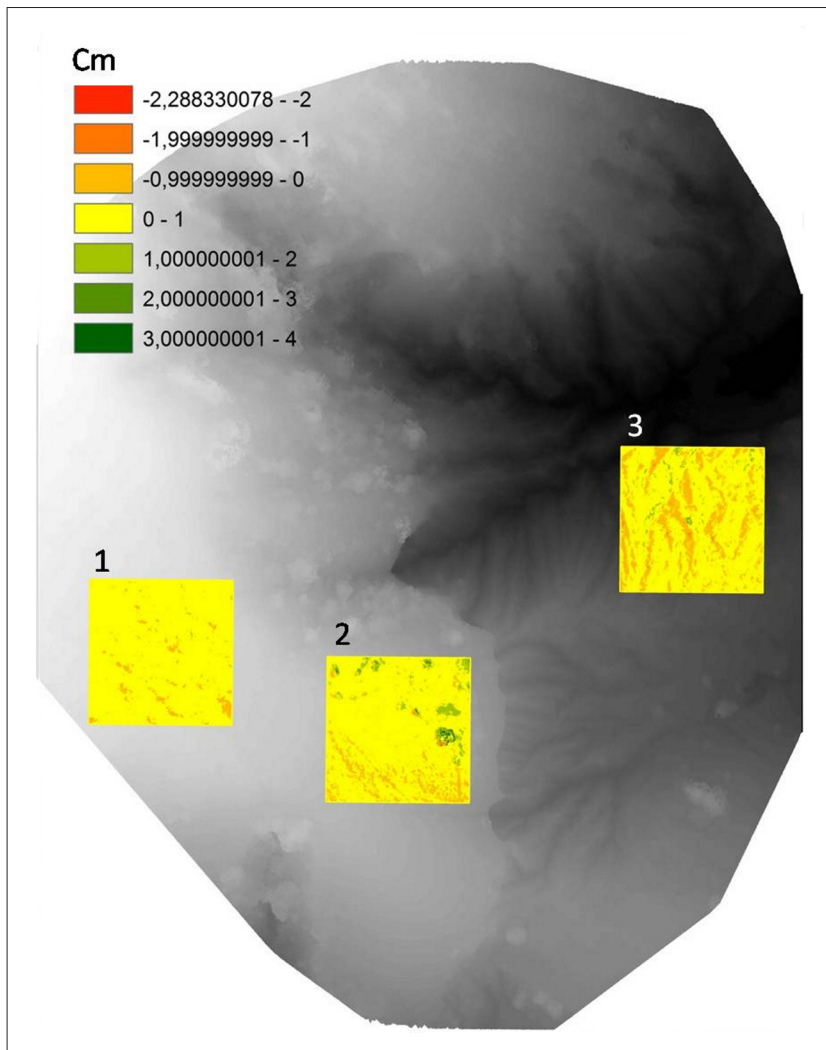 Cm
-2,288330078 - -2
-1,999999999 - -1
-0,999999999 - 0
0 - 1
1,000000001 - 2
2,000000001 - 3
3,000000001 - 4
3
1
2